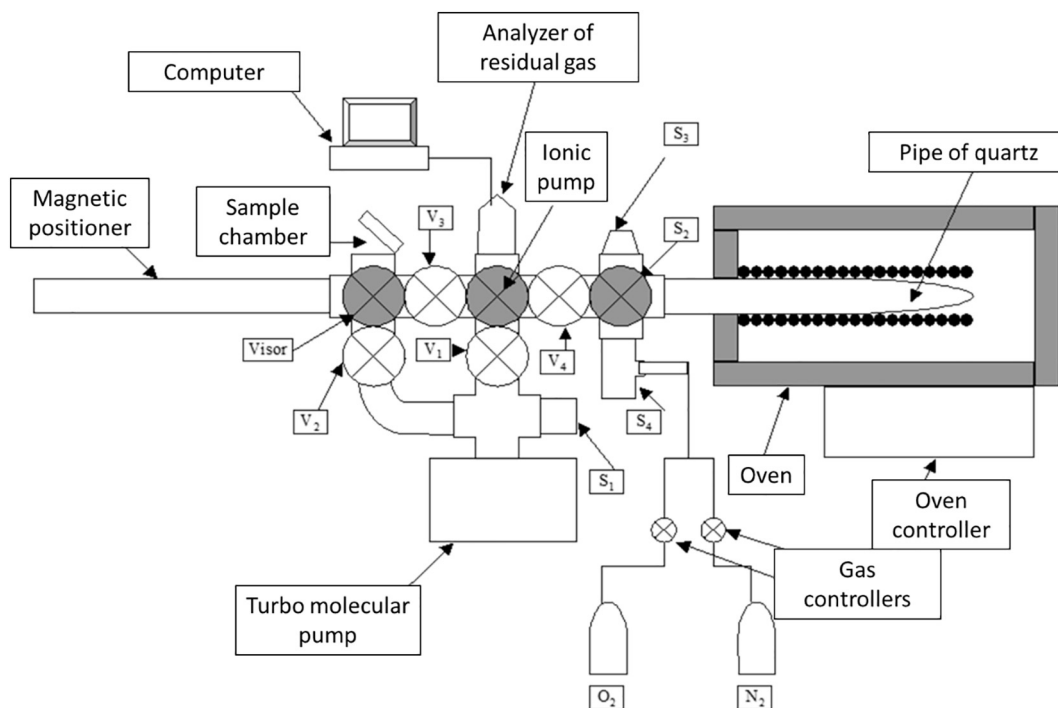 Analyzer of
residual gas
Computer
S3
Ionic
pump
Pipe of quartz
Magnetic
positioner
Sample
chamber
V3
S2
Visor
V1
V4
V2
S4
S1
Oven
Oven
controller
Gas
controllers
Turbo molecular
pump
O2
N2